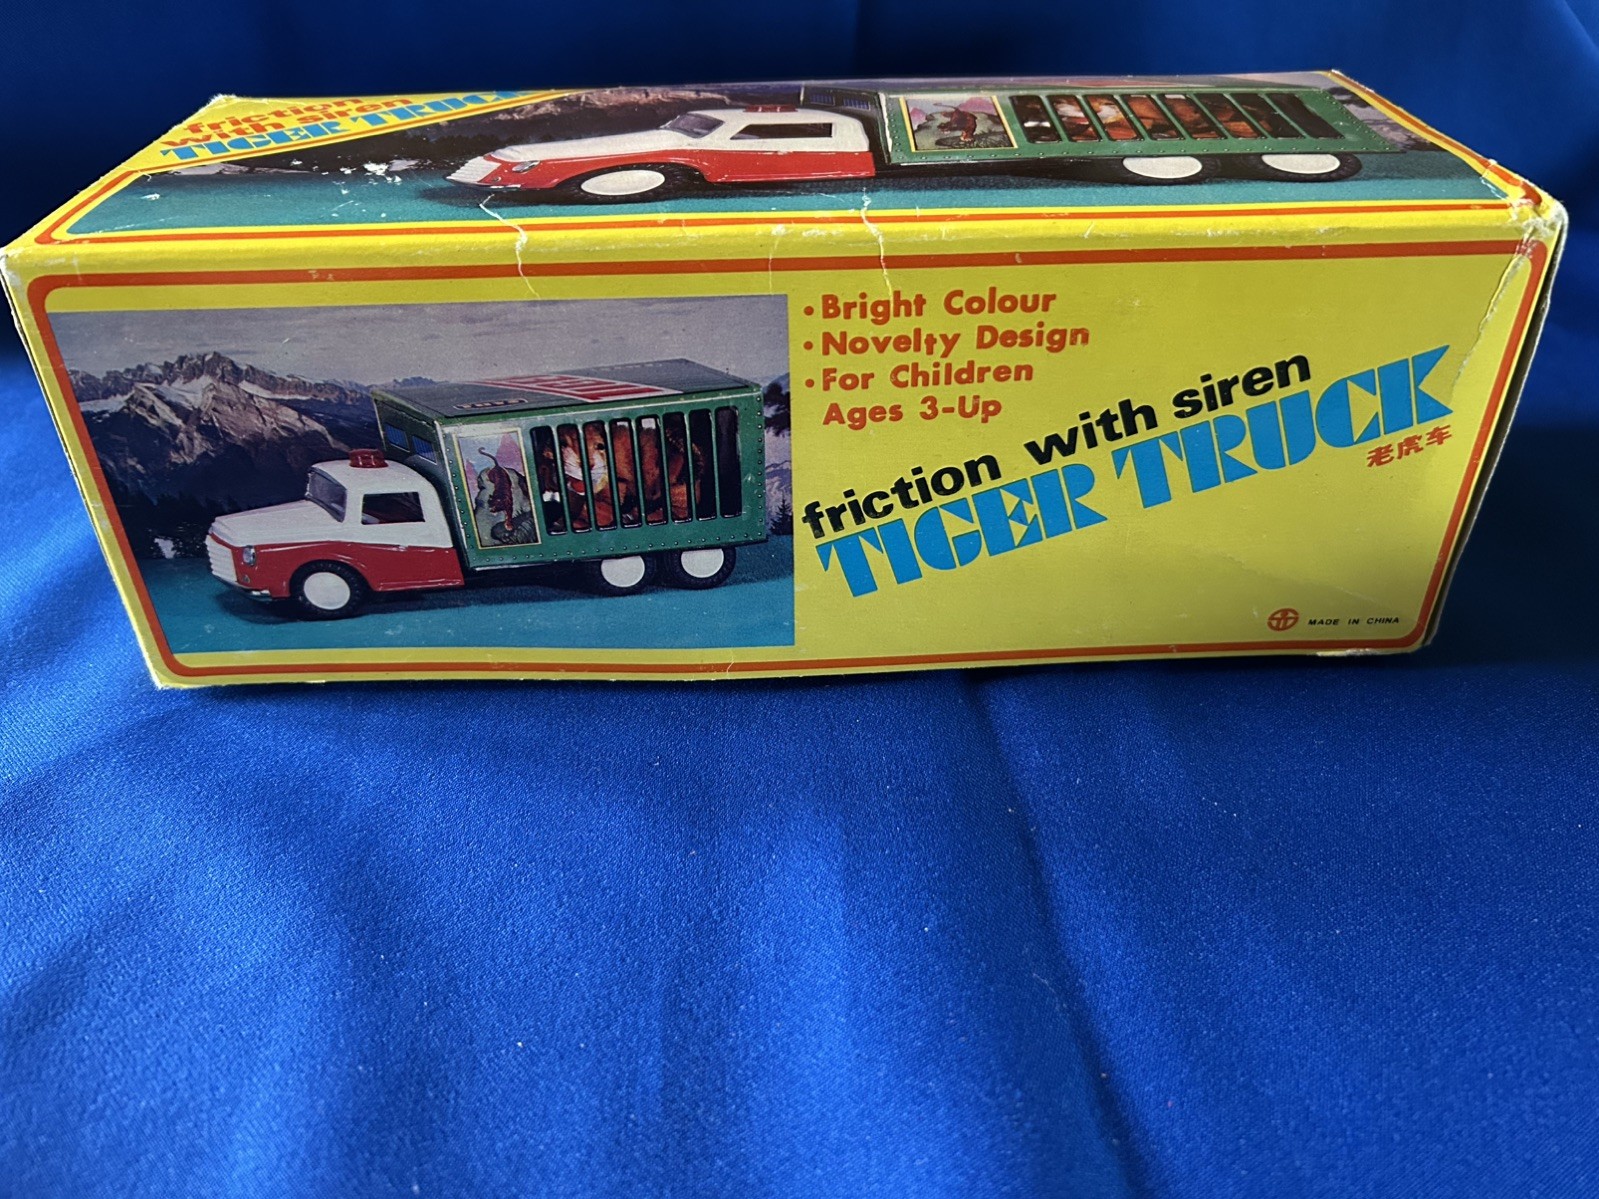 friction
with siren
TIGER TRUCK
• Bright Colour
• Novelty Design
• For Children
Ages 3-Up
friction with siren
TIGER TRUCK
老虎车
MADE IN CHINA